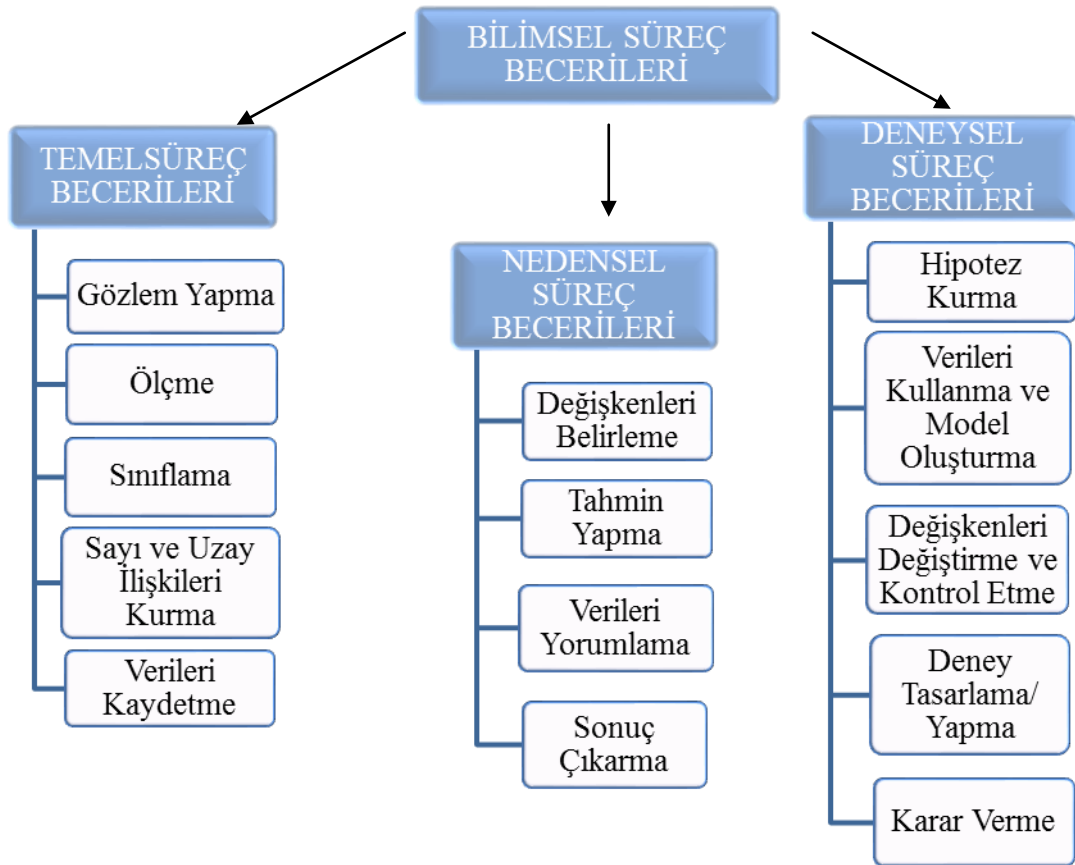 BİLİMSEL SÜREÇ
BECERİLERİ
TEMELSÜREÇ
BECERİLERİ
Gözlem Yapma
Ölçme
Sınıflama
Sayı ve Uzay
İlişkileri
Kurma
Verileri
Kaydetme
NEDENSEL
SÜREÇ
BECERİLERİ
Değişkenleri
Belirleme
Tahmin
Yapma
Verileri
Yorumlama
Sonuç
Çıkarma
DENEYSEL
SÜREÇ
BECERİLERİ
Hipotez
Kurma
Verileri
Kullanma ve
Model
Oluşturma
Değişkenleri
Değiştirme ve
Kontrol Etme
Deney
Tasarlama/
Yapma
Karar Verme